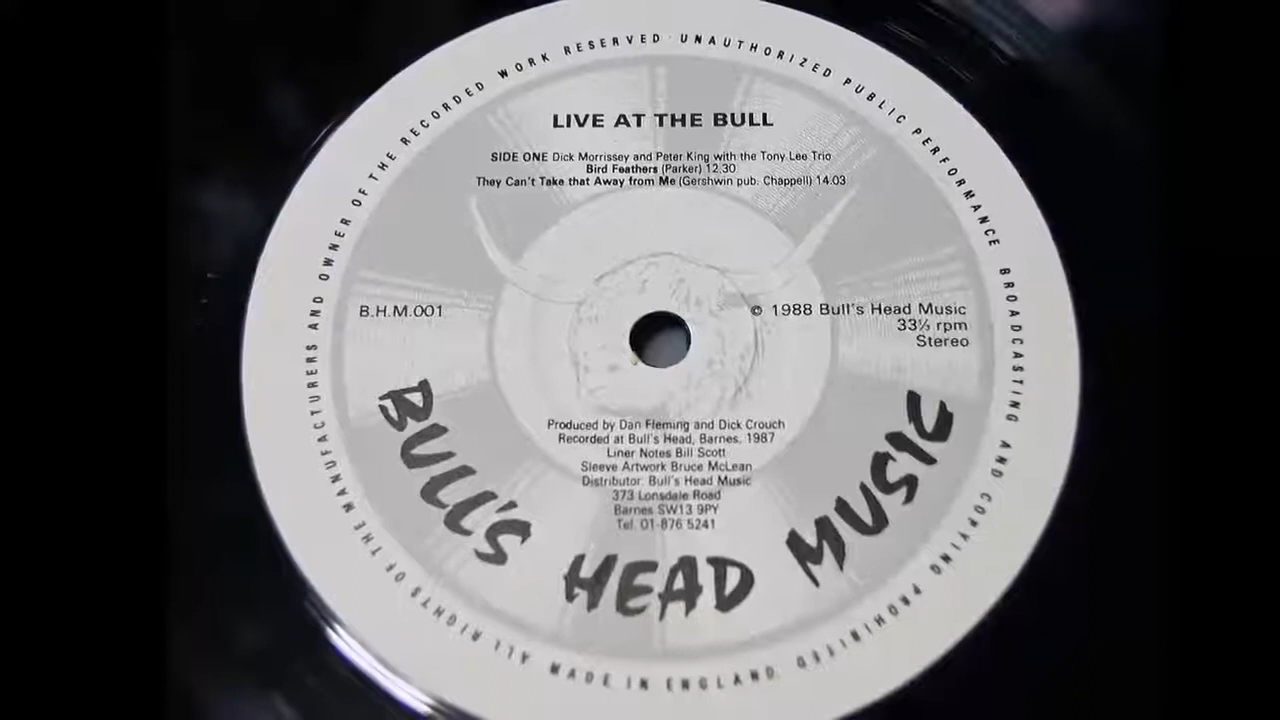 LIVE AT THE BULL
SIDE ONE Dick Morrissey and Peter King with the Tony Lee Trio
Bird Feathers (Parker) 12.30
They Can't Take that Away from Me (Gershwin pub. Chappell) 14.03
B.H.M.001
© 1988 Bull's Head Music
33⅓ rpm
Stereo
Produced by Dan Fleming and Dick Crouch
Recorded at Bull's Head, Barnes, 1987
Liner Notes Bill Scott
Sleeve Artwork Bruce McLean
Distributor: Bull's Head Music
373 Lonsdale Road
Barnes SW13 9PY
Tel. 01-876 5241
BULL'S HEAD MUSIC
ALL RIGHTS OF THE MANUFACTURERS AND OWNER OF THE RECORDED WORK RESERVED · UNAUTHORIZED PUBLIC PERFORMANCE BROADCASTING AND COPYING PROHIBITED. MADE IN ENGLAND.